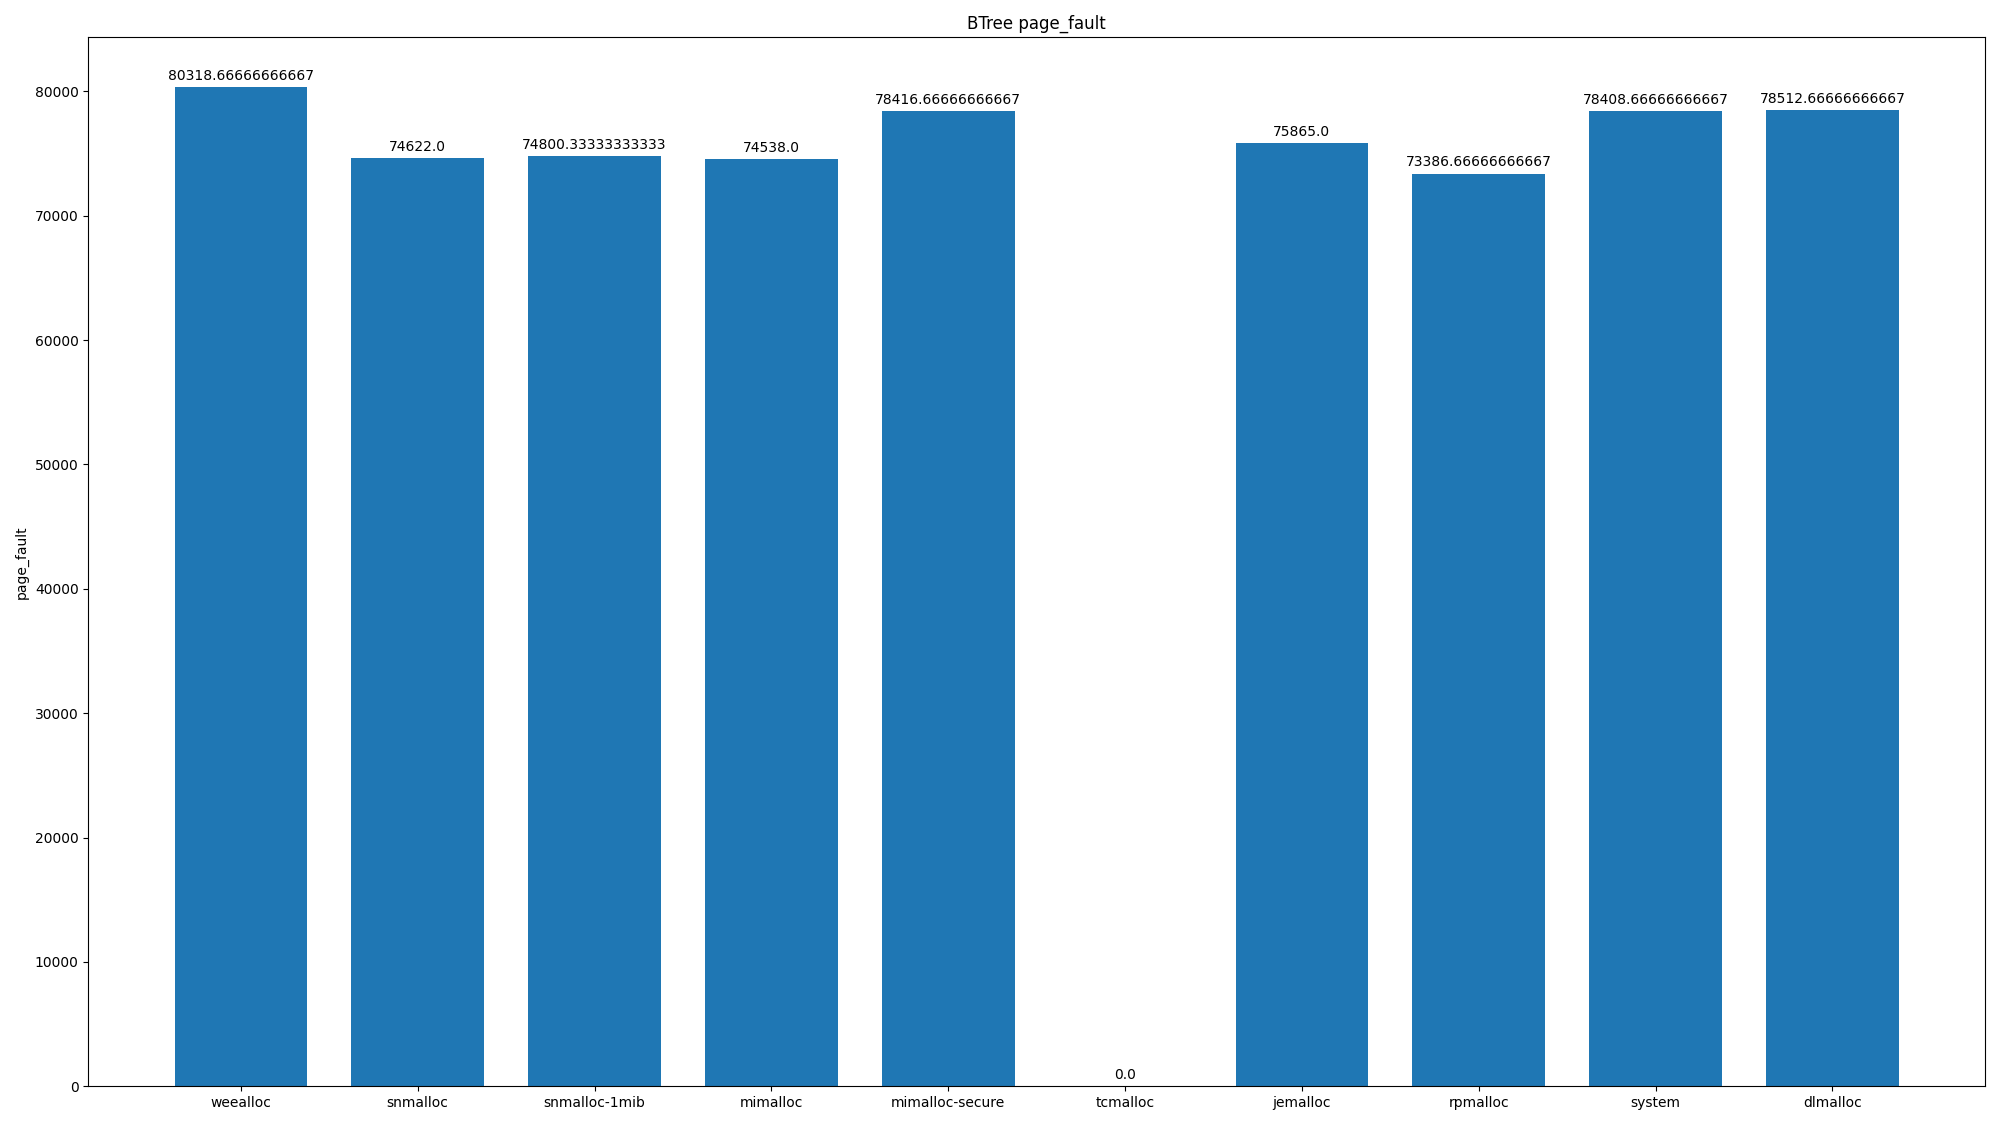 BTree page_fault
80318.66666666667
74622.0
74800.33333333333
74538.0
78416.66666666667
0.0
75865.0
73386.66666666667
78408.66666666667
78512.66666666667
page_fault
80000
70000
60000
50000
40000
30000
20000
10000
0
weealloc
snmalloc
snmalloc-1mib
mimalloc
mimalloc-secure
tcmalloc
jemalloc
rpmalloc
system
dlmalloc